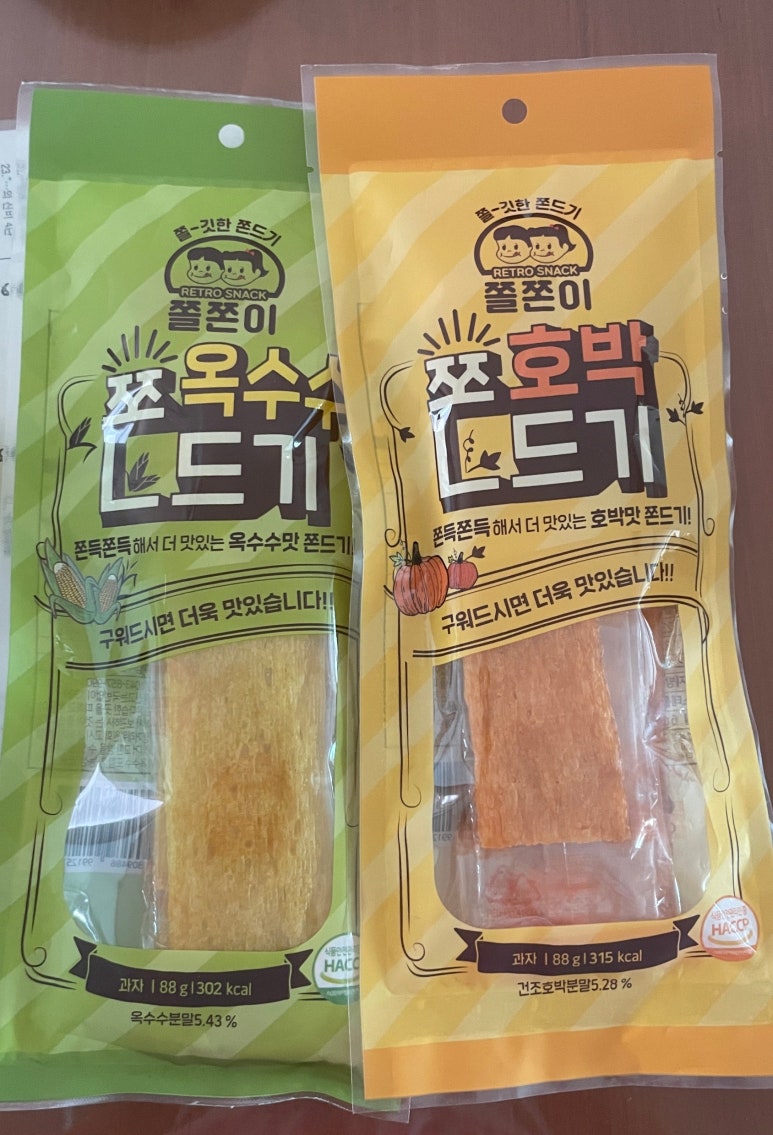 쫄-깃한 쫀드기
RETRO SNACK
쫄쫀이
옥수수
쫀드기
쫀득쫀득해서 더 맛있는 옥수수맛 쫀드기!
구워드시면 더욱 맛있습니다!!
과자 | 88 g | 302 kcal
옥수수분말5.43 %
쫄-깃한 쫀드기
RETRO SNACK
쫄쫀이
호박
쫀드기
쫀득쫀득해서 더 맛있는 호박맛 쫀드기!
구워드시면 더욱 맛있습니다!!
과자 | 88 g | 315 kcal
건조호박분말5.28 %
HACCP